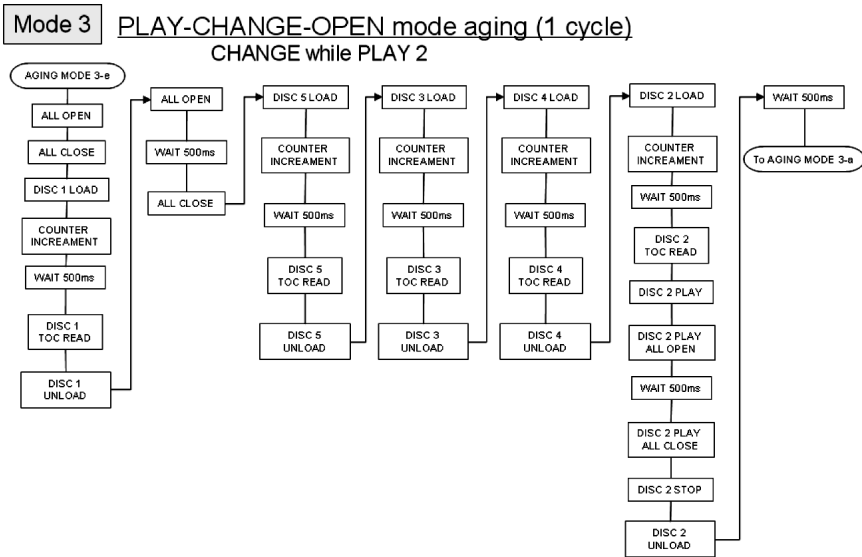 Mode 3
PLAY-CHANGE-OPEN mode aging (1 cycle)
CHANGE while PLAY 2
AGING MODE 3-e
ALL OPEN
ALL CLOSE
DISC 1 LOAD
COUNTER
INCREAMENT
WAIT 500ms
DISC 1
TOC READ
DISC 1
UNLOAD
ALL OPEN
WAIT 500ms
ALL CLOSE
DISC 5 LOAD
COUNTER
INCREAMENT
WAIT 500ms
DISC 5
TOC READ
DISC 5
UNLOAD
DISC 3 LOAD
COUNTER
INCREAMENT
WAIT 500ms
DISC 3
TOC READ
DISC 3
UNLOAD
DISC 4 LOAD
COUNTER
INCREAMENT
WAIT 500ms
DISC 4
TOC READ
DISC 4
UNLOAD
DISC 2 LOAD
COUNTER
INCREAMENT
WAIT 500ms
DISC 2
TOC READ
DISC 2 PLAY
DISC 2 PLAY
ALL OPEN
WAIT 500ms
DISC 2 PLAY
ALL CLOSE
DISC 2 STOP
DISC 2
UNLOAD
WAIT 500ms
To AGING MODE 3-a